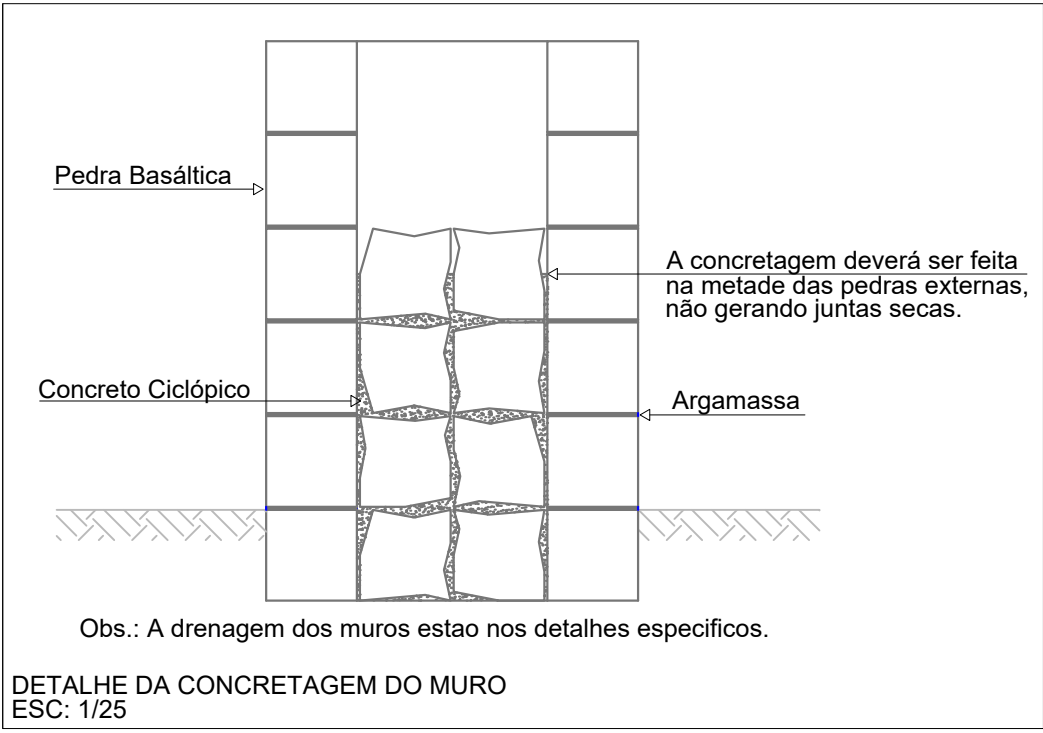 Pedra Basáltica
A concretagem deverá ser feita
na metade das pedras externas,
não gerando juntas secas.
Concreto Ciclópico
Argamassa
Obs.: A drenagem dos muros estao nos detalhes especificos.
DETALHE DA CONCRETAGEM DO MURO
ESC: 1/25